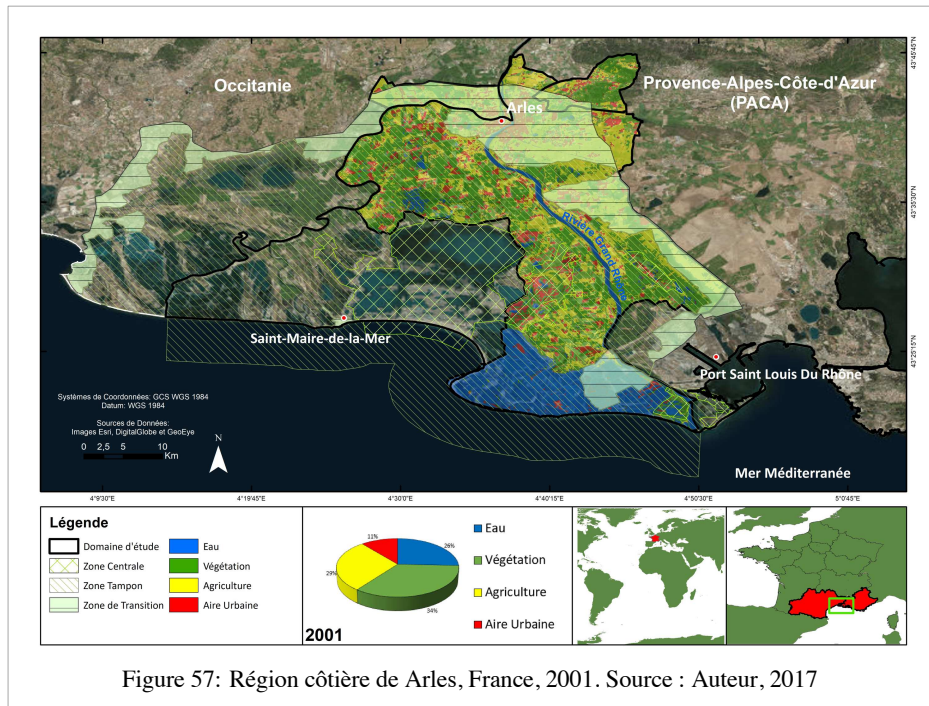 Occitanie
Provence-Alpes-Côte-d'Azur
(PACA)
Arles
Rivière Grand Rhône
Saint-Maire-de-la-Mer
Port Saint Louis Du Rhône
Mer Méditerranée
Systèmes de Coordonnées: GCS WGS 1984
Datum: WGS 1984
Sources de Données:
Images Esri, DigitalGlobe et GeoEye
0 2,5 5 10
Km
N
43°45'45"N
43°35'30"N
43°25'15"N
4°9'30"E 4°19'45"E 4°30'0"E 4°40'15"E 4°50'30"E 5°0'45"E
Légende
Domaine d'étude
Zone Centrale
Zone Tampon
Zone de Transition
Eau
Végétation
Agriculture
Aire Urbaine
11%
26%
29%
34%
2001
Eau
Végétation
Agriculture
Aire Urbaine
Figure 57: Région côtière de Arles, France, 2001. Source : Auteur, 2017